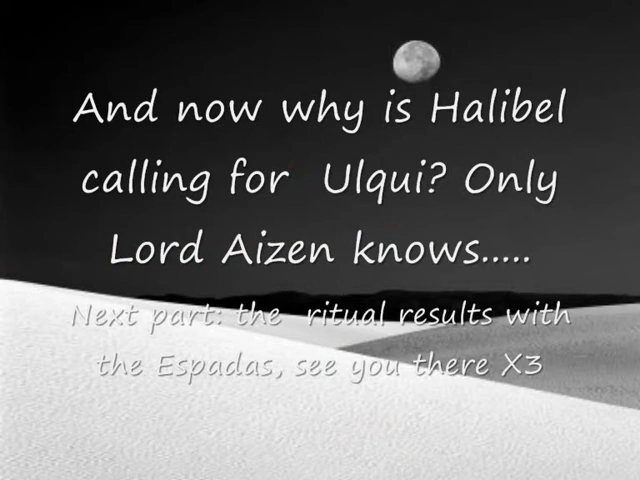 And now why is Halibel
calling for Ulqui? Only
Lord Aizen knows.....
Next part: the ritual results with
the Espadas, see you there X3